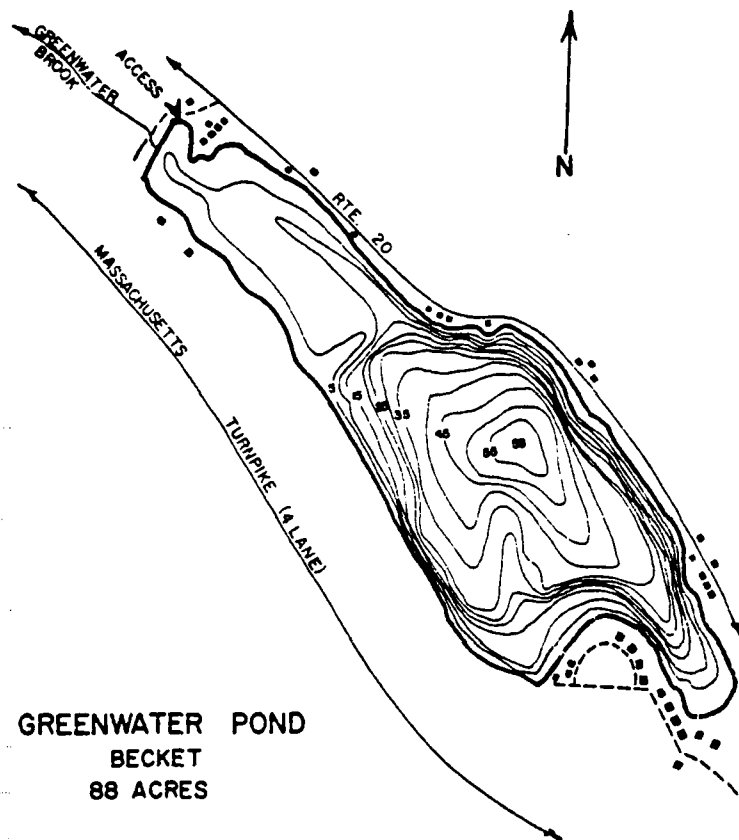 GREENWATER
BROOK
ACCESS
N
RTE. 20
MASSACHUSETTS
TURNPIKE (4 LANE)
5
15
35
45
55
GREENWATER POND
BECKET
88 ACRES